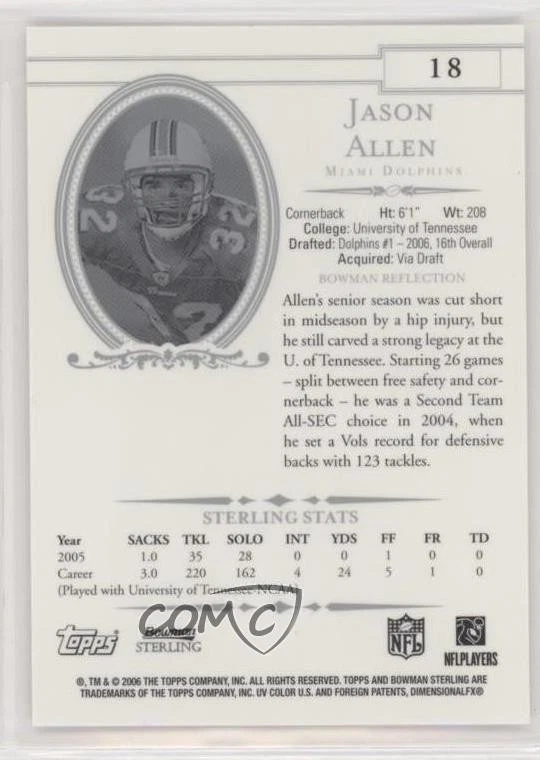 18
JASON
ALLEN
MIAMI DOLPHINS
Cornerback Ht: 6'1" Wt: 208
College: University of Tennessee
Drafted: Dolphins #1 – 2006, 16th Overall
Acquired: Via Draft
BOWMAN REFLECTION
Allen's senior season was cut short
in midseason by a hip injury, but
he still carved a strong legacy at the
U. of Tennessee. Starting 26 games
– split between free safety and cor-
nerback – he was a Second Team
All-SEC choice in 2004, when
he set a Vols record for defensive
backs with 123 tackles.
32 32
32
STERLING STATS
Year SACKS TKL SOLO INT YDS FF FR TD
2005 1.0 35 28 0 0 1 0 0
Career 3.0 220 162 4 24 5 1 0
(Played with University of Tennessee-NCAA)
COMC
Topps Bowman STERLING NFL NFLPLAYERS
®, TM & © 2006 THE TOPPS COMPANY, INC. ALL RIGHTS RESERVED. TOPPS AND BOWMAN STERLING ARE
TRADEMARKS OF THE TOPPS COMPANY, INC. UV COLOR U.S. AND FOREIGN PATENTS, DIMENSIONALFX®